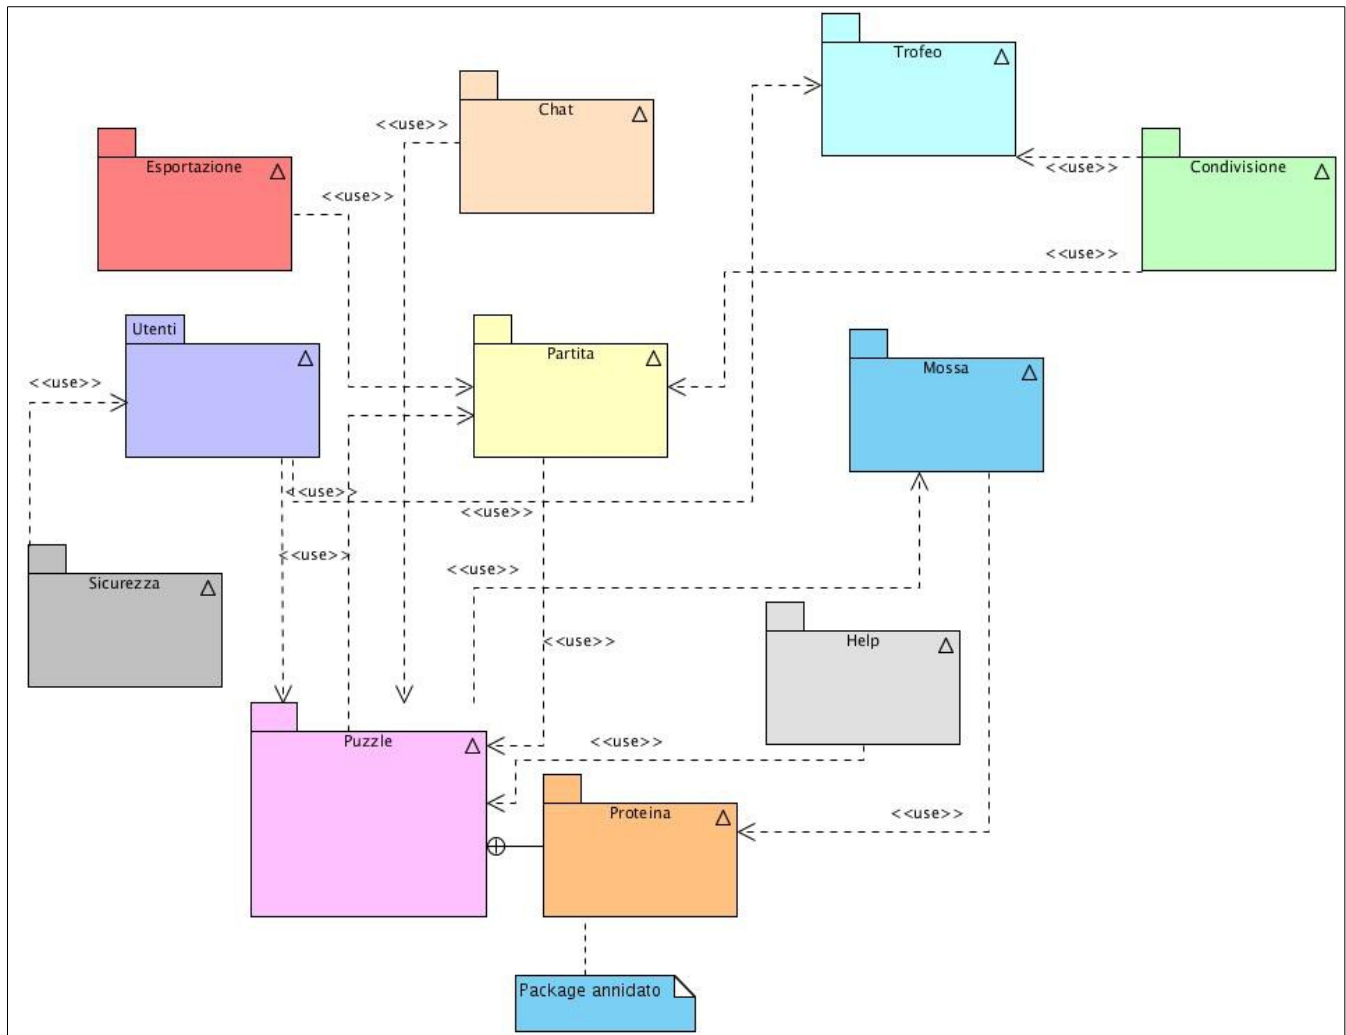 Trofeo
Chat
<<use>>
Esportazione
Condivisione
<<use>>
<<use>>
<<use>>
Utenti
Partita
Mossa
<<use>>
<<use>>
<<use>>
<<use>>
<<use>>
Sicurezza
<<use>>
Help
Puzzle
<<use>>
Proteina
<<use>>
Package annidato